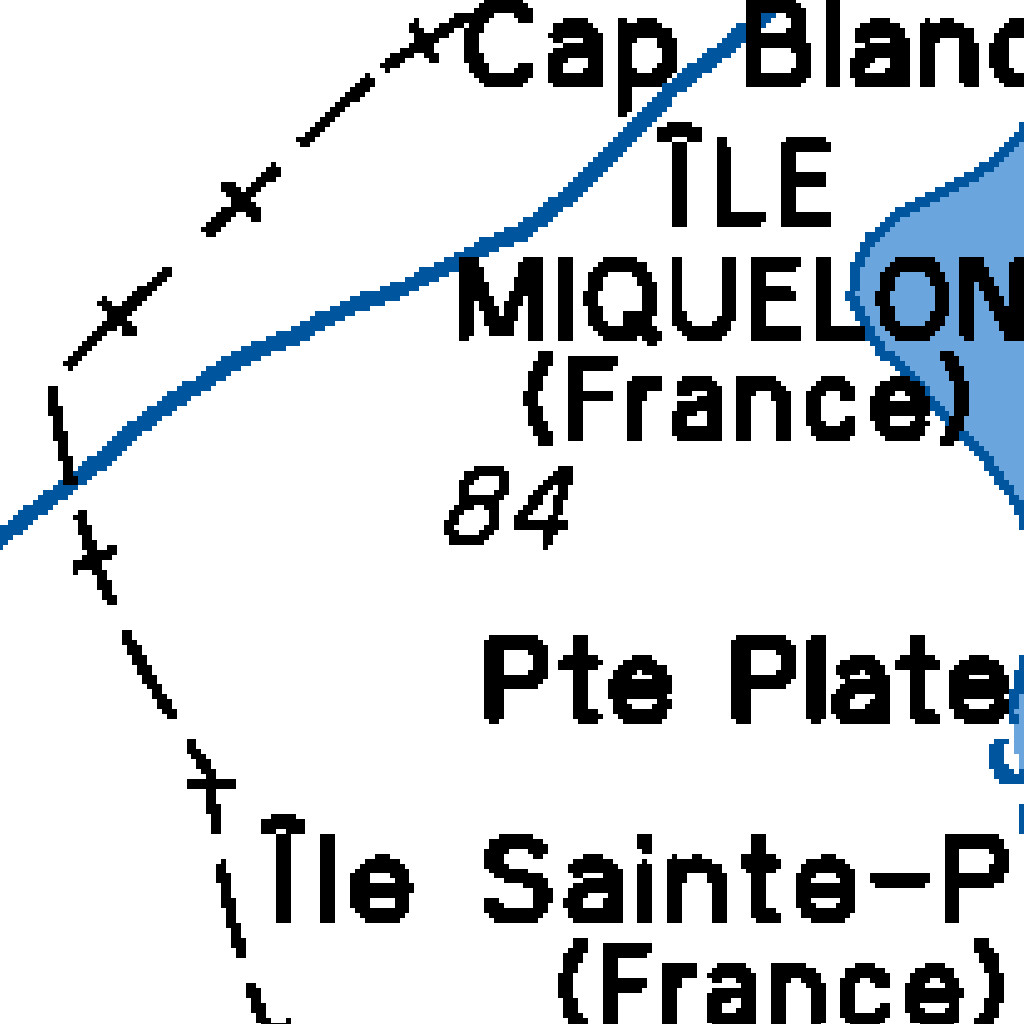 Cap Blanc
ÎLE
MIQUELON
(France)
84
Pte Plate
Île Sainte-P
(France)